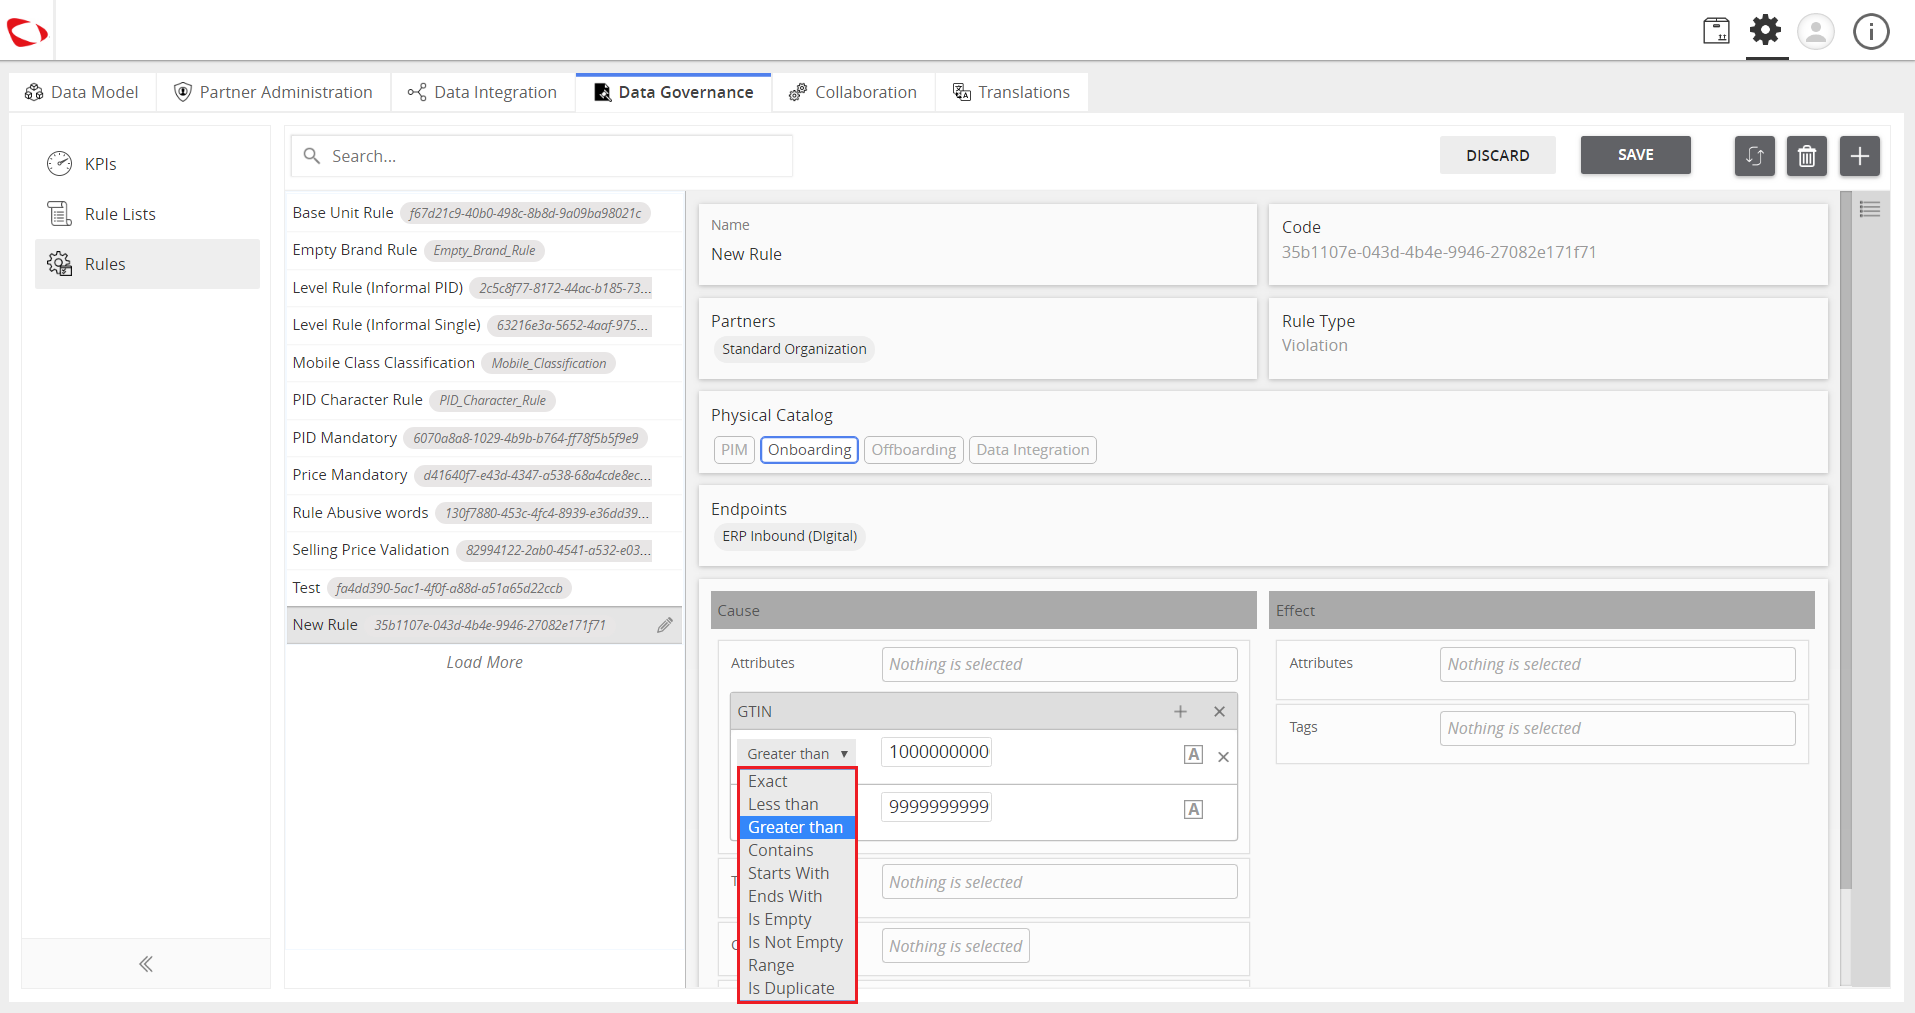 Data Model
Partner Administration
Data Integration
Data Governance
Collaboration
Translations
KPIs
Rule Lists
Rules
Search...
DISCARD
SAVE
Base Unit Rule f67d21c9-40b0-498c-8b8d-9a09ba98021c
Empty Brand Rule Empty_Brand_Rule
Level Rule (Informal PID) 2c5c8f77-8172-44ac-b185-73...
Level Rule (Informal Single) 63216e3a-5652-4aaf-975...
Mobile Class Classification Mobile_Classification
PID Character Rule PID_Character_Rule
PID Mandatory 6070a8a8-1029-4b9b-b764-ff78f5b5f9e9
Price Mandatory d41640f7-e43d-4347-a538-68a4cde8ec...
Rule Abusive words 130f7880-453c-4fc4-8939-e36dd39...
Selling Price Validation 82994122-2ab0-4541-a532-e03...
Test fa4dd390-5ac1-4f0f-a88d-a51a65d22ccb
New Rule 35b1107e-043d-4b4e-9946-27082e171f71
Load More
Name
New Rule
Code
35b1107e-043d-4b4e-9946-27082e171f71
Partners
Standard Organization
Rule Type
Violation
Physical Catalog
PIM Onboarding Offboarding Data Integration
Endpoints
ERP Inbound (DIgital)
Cause
Attributes Nothing is selected
GTIN
Greater than 1000000000 A
Exact
Less than
Greater than
Contains
Starts With
Ends With
Is Empty
Is Not Empty
Range
Is Duplicate
9999999999 A
Nothing is selected
Nothing is selected
Effect
Attributes Nothing is selected
Tags Nothing is selected